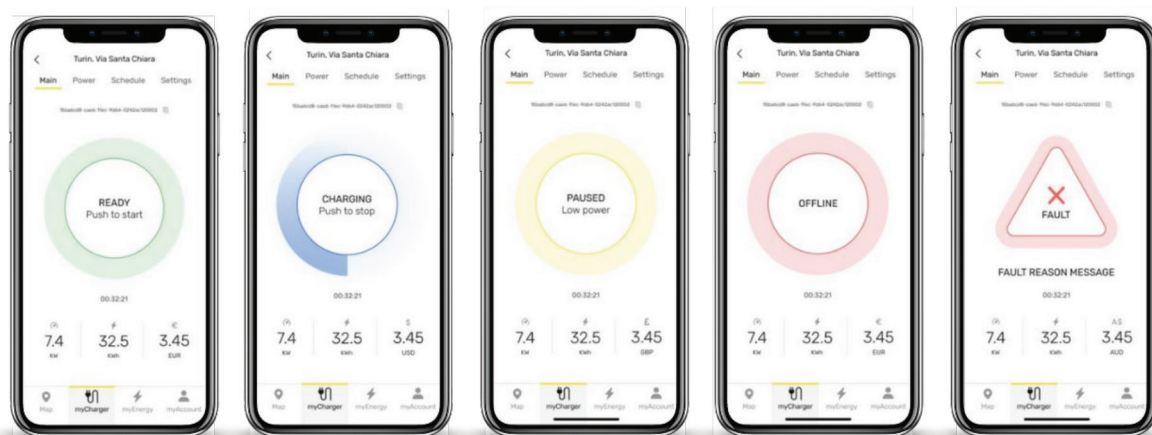 Turin, Via Santa Chiara
Main Power Schedule Settings
READY
Push to start
00:32:21
€
7.4 32.5 3.45
KW KWh EUR
Map myCharger myEnergy myAccount
Turin, Via Santa Chiara
Main Power Schedule Settings
CHARGING
Push to stop
00:32:21
$
7.4 32.5 3.45
KW KWh USD
Map myCharger myEnergy myAccount
Turin, Via Santa Chiara
Main Power Schedule Settings
PAUSED
Low power
00:32:21
£
7.4 32.5 3.45
KW KWh GBP
Map myCharger myEnergy myAccount
Turin, Via Santa Chiara
Main Power Schedule Settings
OFFLINE
00:32:21
€
7.4 32.5 3.45
KW KWh EUR
Map myCharger myEnergy myAccount
Turin, Via Santa Chiara
Main Power Schedule Settings
FAULT
FAULT REASON MESSAGE
A$
7.4 32.5 3.45
KW KWh AUD
Map myCharger myEnergy myAccount